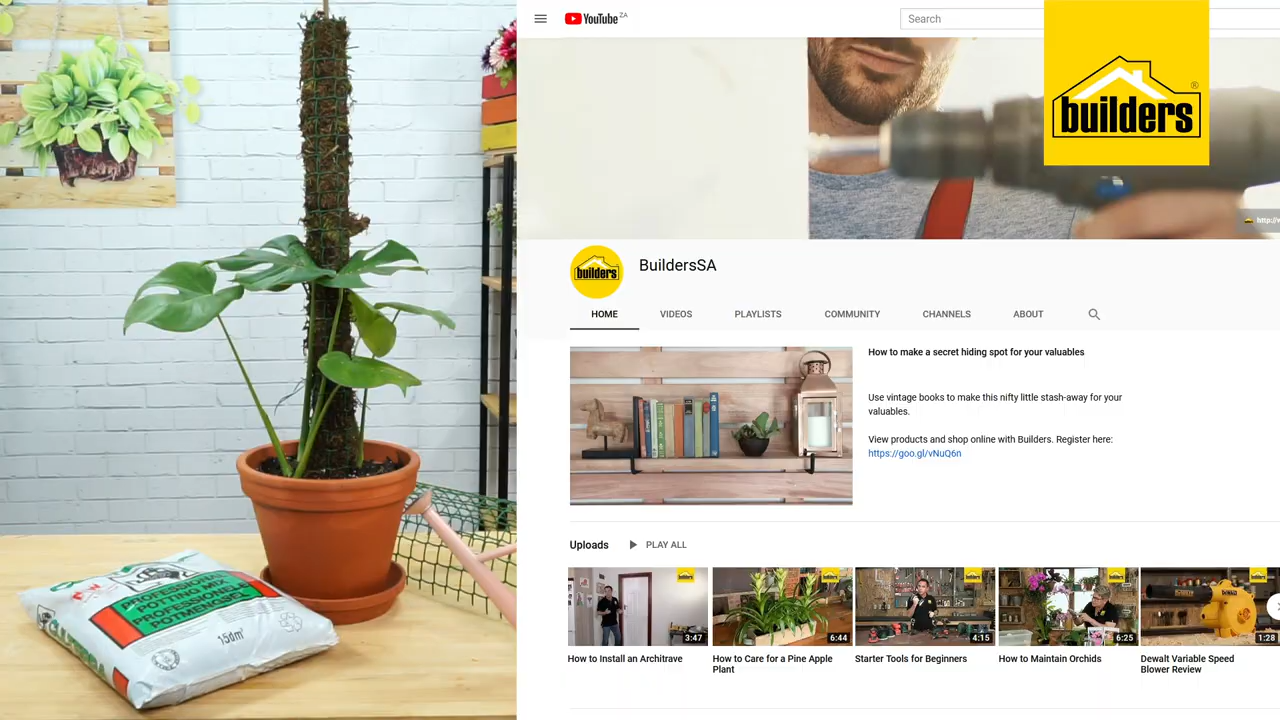 YouTube ZA
Search
builders
®
builders
BuildersSA
HOME
VIDEOS
PLAYLISTS
COMMUNITY
CHANNELS
ABOUT
How to make a secret hiding spot for your valuables
Use vintage books to make this nifty little stash-away for your
valuables.
View products and shop online with Builders. Register here:
https://goo.gl/vNuQ6n
Uploads
PLAY ALL
3:47
6:44
4:15
6:25
1:28
How to Install an Architrave
How to Care for a Pine Apple
Plant
Starter Tools for Beginners
How to Maintain Orchids
Dewalt Variable Speed
Blower Review
PROFESSIONAL
POTTING MIX
15dm³